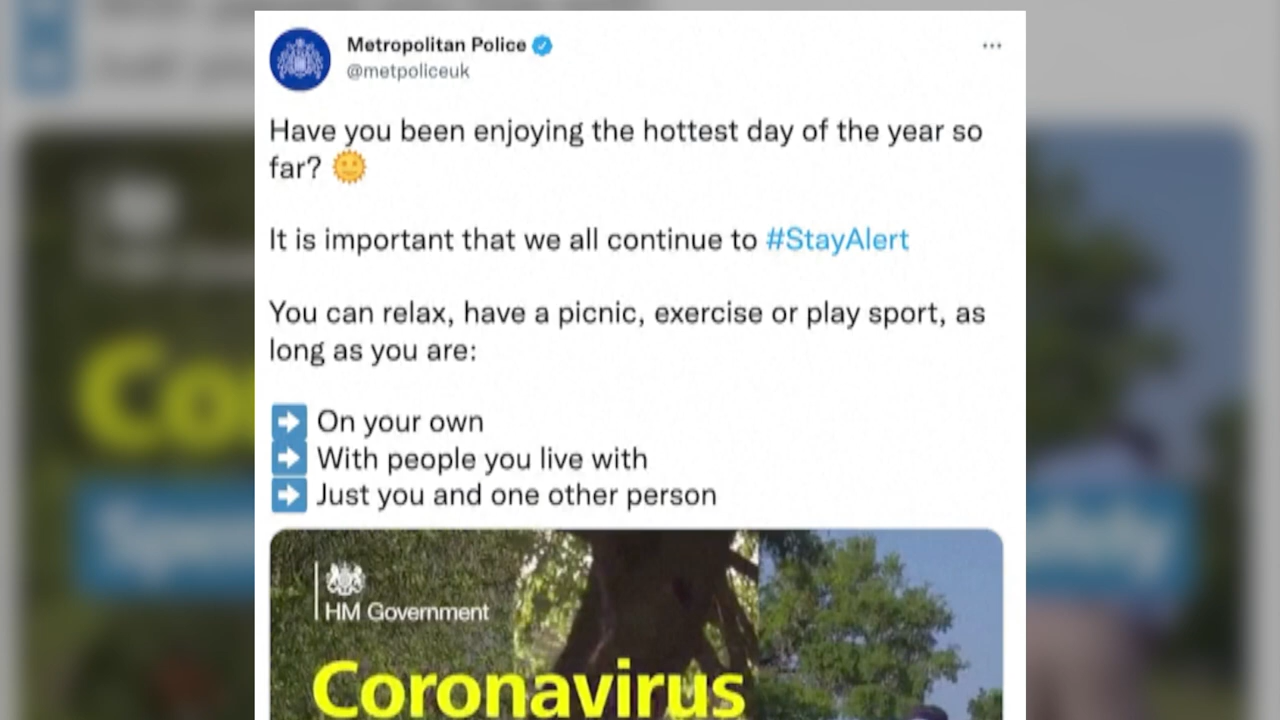 Metropolitan Police
@metpoliceuk
Have you been enjoying the hottest day of the year so
far? 🌞
It is important that we all continue to #StayAlert
You can relax, have a picnic, exercise or play sport, as
long as you are:
➡ On your own
➡ With people you live with
➡ Just you and one other person
HM Government
Coronavirus